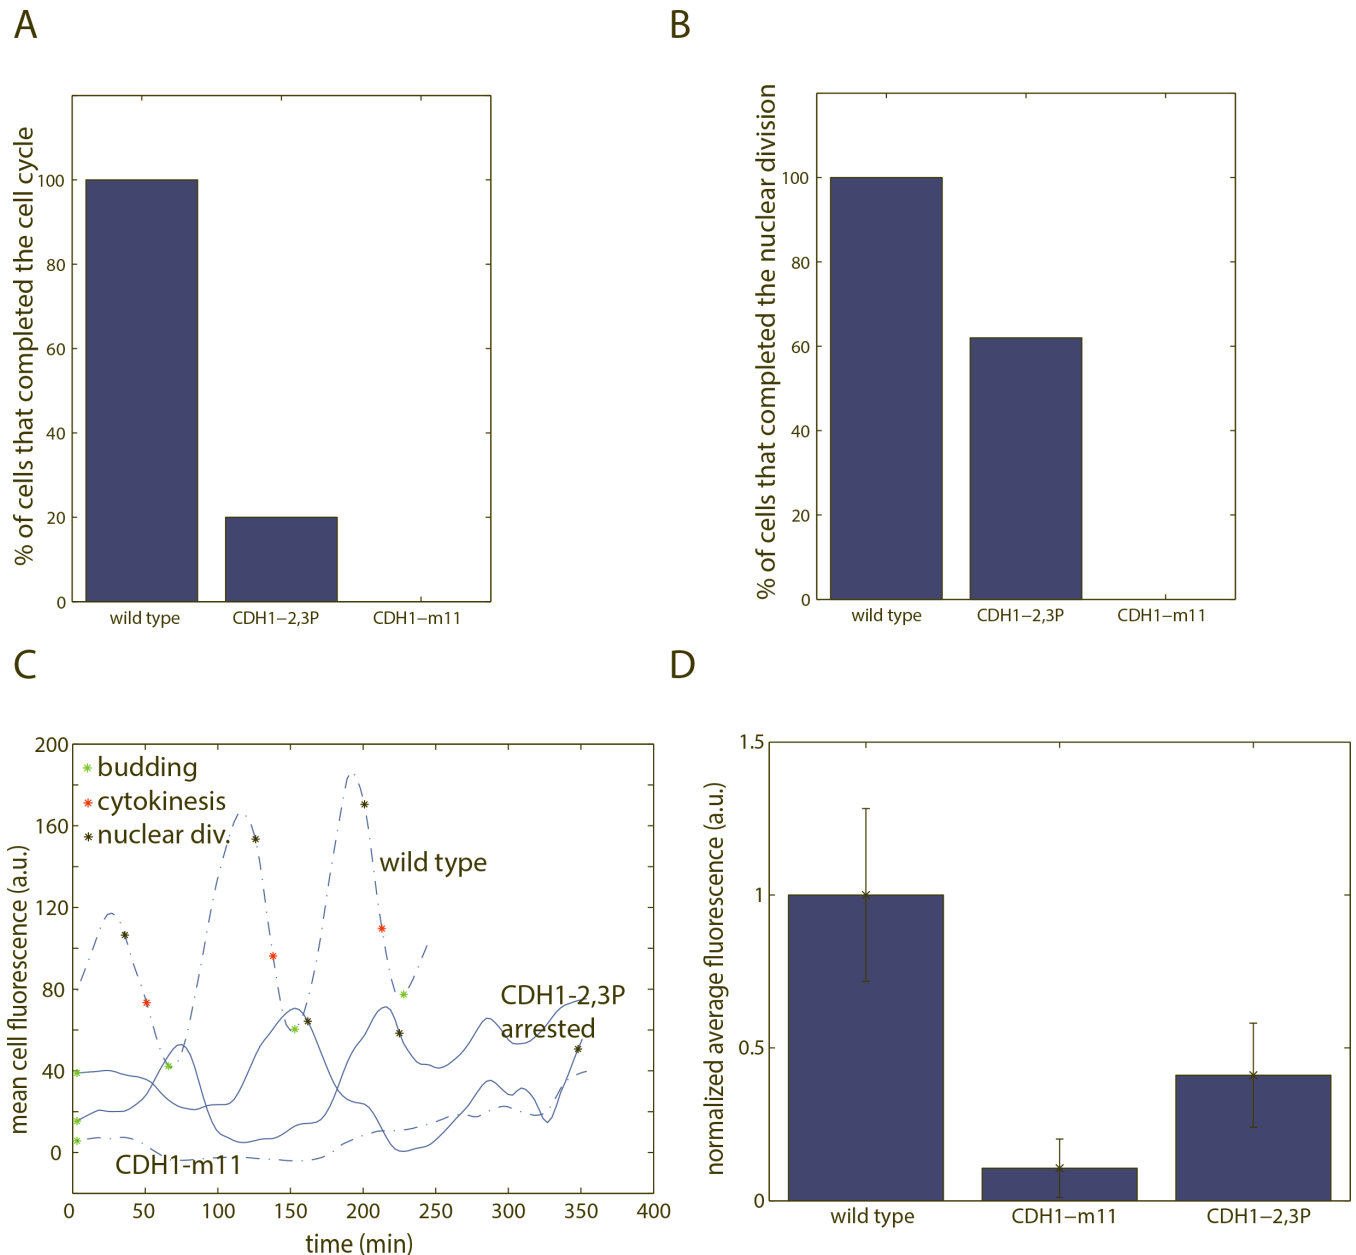 A
% of cells that completed the cell cycle
100
80
60
40
20
0
wild type CDH1−2,3P CDH1−m11
B
% of cells that completed the nuclear division
100
80
60
40
20
0
wild type CDH1−2,3P CDH1−m11
C
mean cell fluorescence (a.u.)
200
160
120
80
40
0
budding
cytokinesis
nuclear div.
wild type
CDH1-2,3P
arrested
CDH1-m11
0 50 100 150 200 250 300 350 400
time (min)
D
normalized average fluorescence (a.u.)
1.5
1
0.5
0
wild type CDH1−m11 CDH1−2,3P